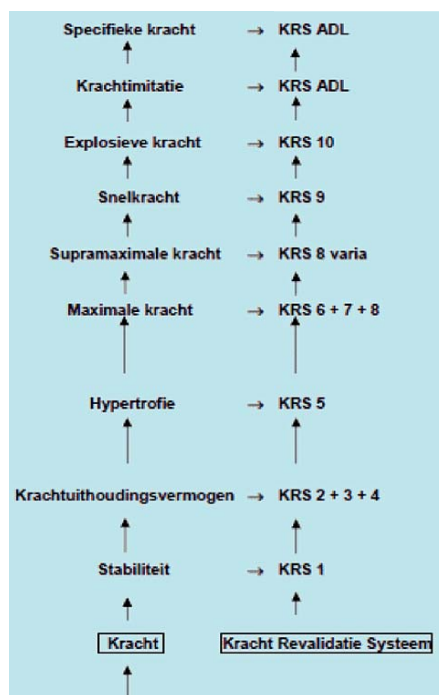 Specifieke kracht → KRS ADL
Krachtimitatie → KRS ADL
Explosieve kracht → KRS 10
Snelkracht → KRS 9
Supramaximale kracht → KRS 8 varia
Maximale kracht → KRS 6 + 7 + 8
Hypertrofie → KRS 5
Krachtuithoudingsvermogen → KRS 2 + 3 + 4
Stabiliteit → KRS 1
Kracht Kracht Revalidatie Systeem